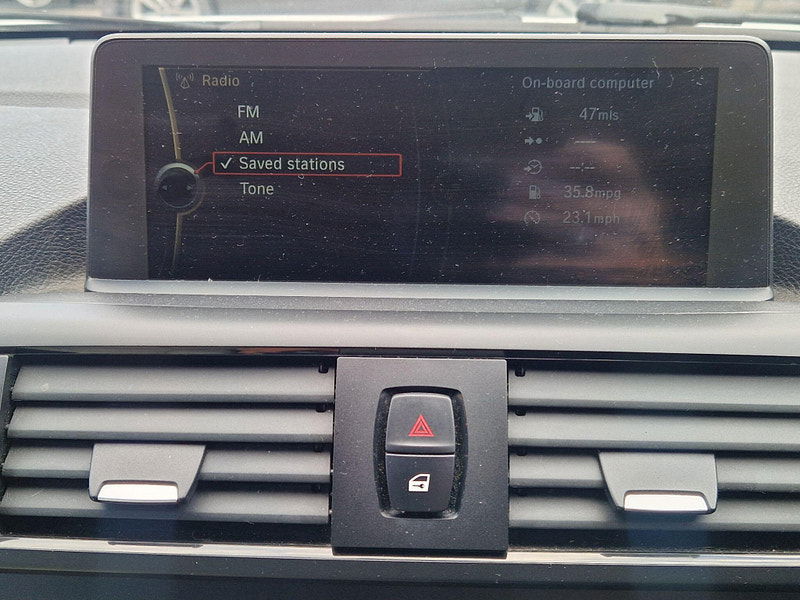 Radio
FM
AM
✓ Saved stations
Tone
On-board computer
47mls
----
--:--
35.8mpg
23.1mph